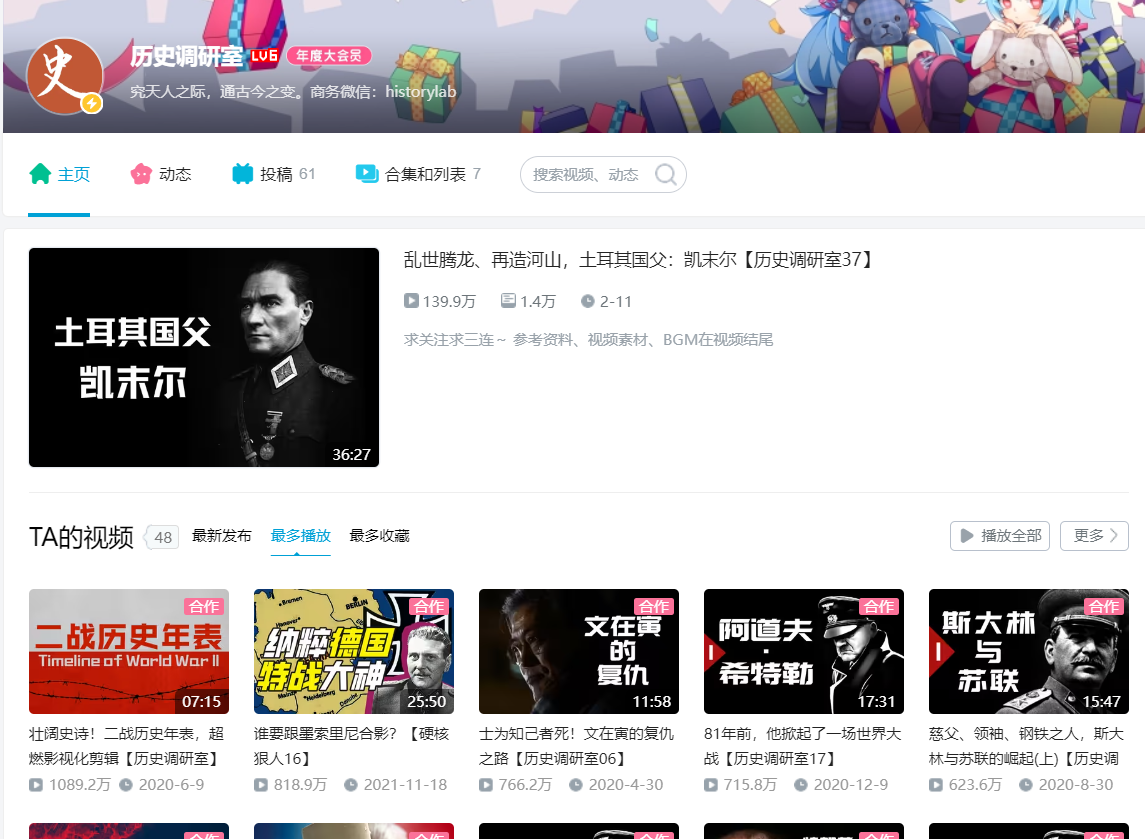 史
历史调研室 LV6 年度大会员
究天人之际，通古今之变。商务微信：historylab
主页 动态 投稿 61 合集和列表 7 搜索视频、动态
土耳其国父
凯末尔
36:27
乱世腾龙、再造河山，土耳其国父：凯末尔【历史调研室37】
139.9万 1.4万 2-11
求关注求三连～ 参考资料、视频素材、BGM在视频结尾
TA的视频 48 最新发布 最多播放 最多收藏 播放全部 更多
合作
二战历史年表
Timeline of World War II
07:15
壮阔史诗！二战历史年表，超
燃影视化剪辑【历史调研室】
1089.2万 2020-6-9
合作
Bremen
BERLIN
Hanover
纳粹德国
特战大神
Heidelberg
25:50
谁要跟墨索里尼合影？【硬核
狠人16】
818.9万 2021-11-18
合作
文在寅
的
复仇
11:58
士为知己者死！文在寅的复仇
之路【历史调研室06】
766.2万 2020-4-30
合作
阿道夫
·
希特勒
17:31
81年前，他掀起了一场世界大
战【历史调研室17】
715.8万 2020-12-9
合作
斯大林
与
苏联
15:47
慈父、领袖、钢铁之人，斯大
林与苏联的崛起(上)【历史调
623.6万 2020-8-30
合作 合作 合作 合作 合作